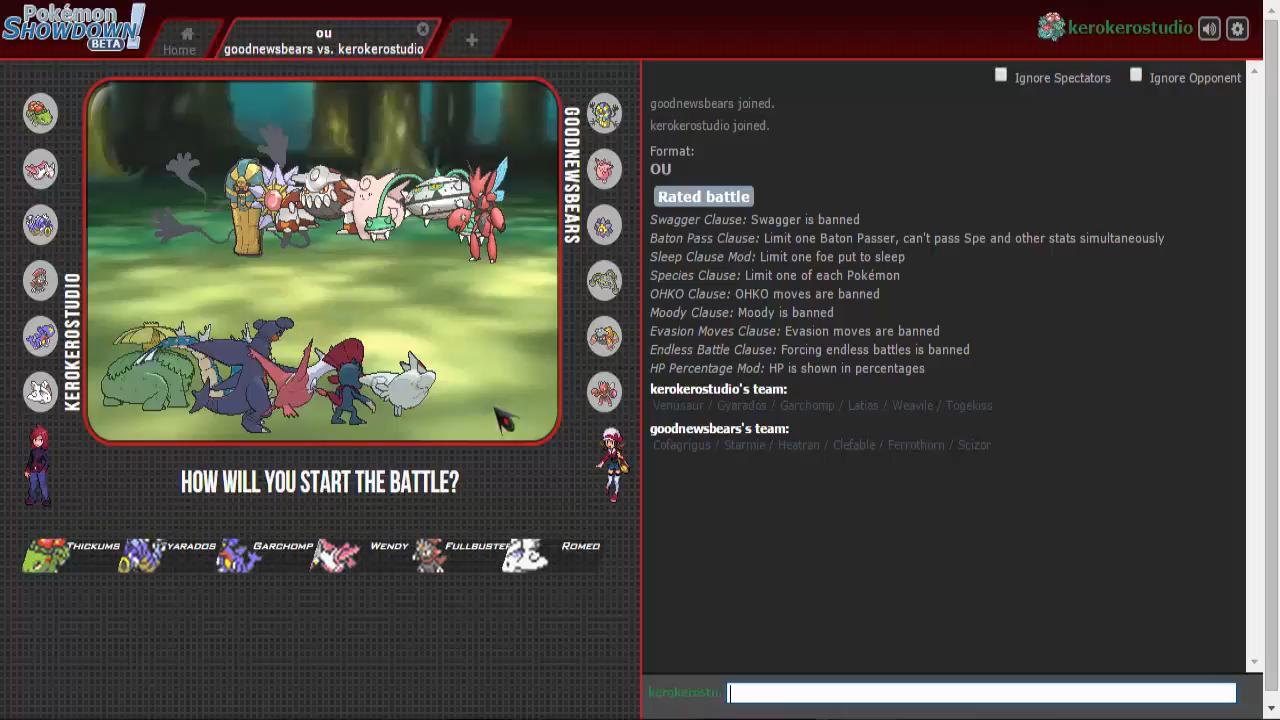 Pokémon
SHOWDOWN!
BETA
Home
ou
goodnewsbears vs. kerokerostudio
kerokerostudio
Ignore Spectators
Ignore Opponent
KEROKEROSTUDIO
GOODNEWSBEARS
HOW WILL YOU START THE BATTLE?
THICKUMS
GYARADOS
GARCHOMP
WENDY
FULLBUSTER
ROMEO
goodnewsbears joined.
kerokerostudio joined.
Format:
OU
Rated battle
Swagger Clause: Swagger is banned
Baton Pass Clause: Limit one Baton Passer, can't pass Spe and other stats simultaneously
Sleep Clause Mod: Limit one foe put to sleep
Species Clause: Limit one of each Pokémon
OHKO Clause: OHKO moves are banned
Moody Clause: Moody is banned
Evasion Moves Clause: Evasion moves are banned
Endless Battle Clause: Forcing endless battles is banned
HP Percentage Mod: HP is shown in percentages
kerokerostudio's team:
Venusaur / Gyarados / Garchomp / Latias / Weavile / Togekiss
goodnewsbears's team:
Cofagrigus / Starmie / Heatran / Clefable / Ferrothorn / Scizor
kerokerostu